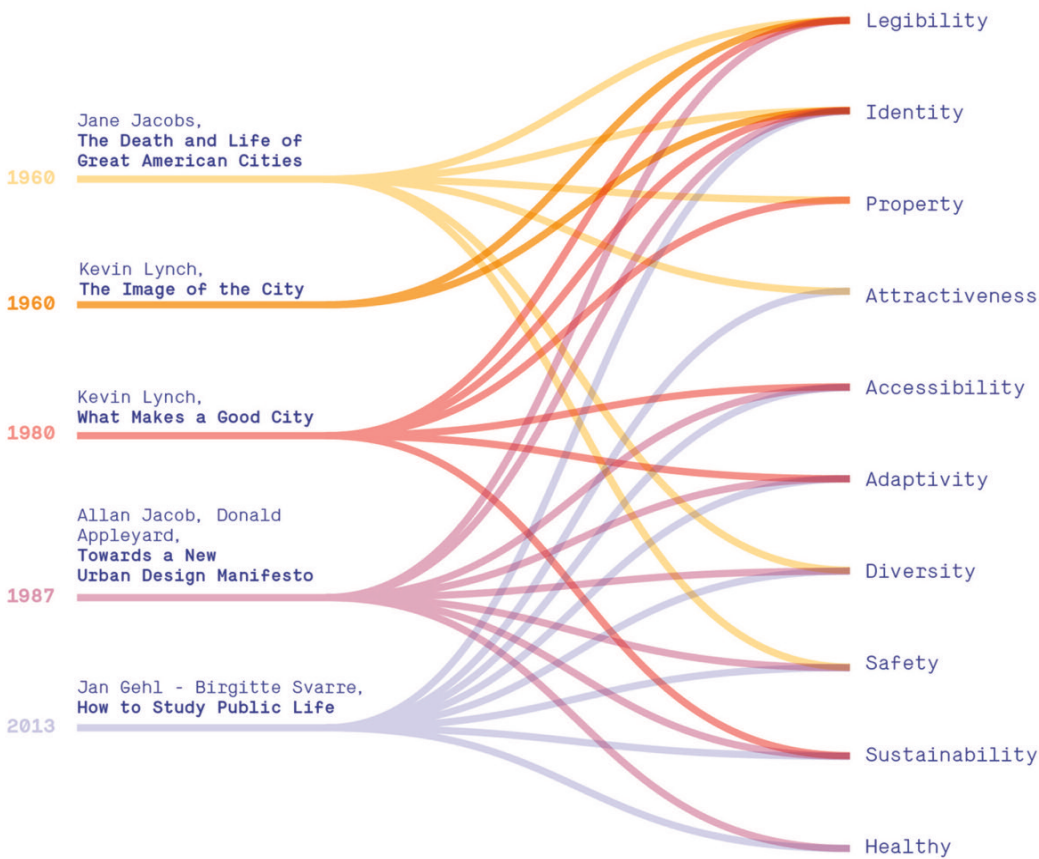 Jane Jacobs,
The Death and Life of
Great American Cities
1960
Kevin Lynch,
The Image of the City
1960
Kevin Lynch,
What Makes a Good City
1980
Allan Jacob, Donald
Appleyard,
Towards a New
Urban Design Manifesto
1987
Jan Gehl - Birgitte Svarre,
How to Study Public Life
2013
Legibility
Identity
Property
Attractiveness
Accessibility
Adaptivity
Diversity
Safety
Sustainability
Healthy